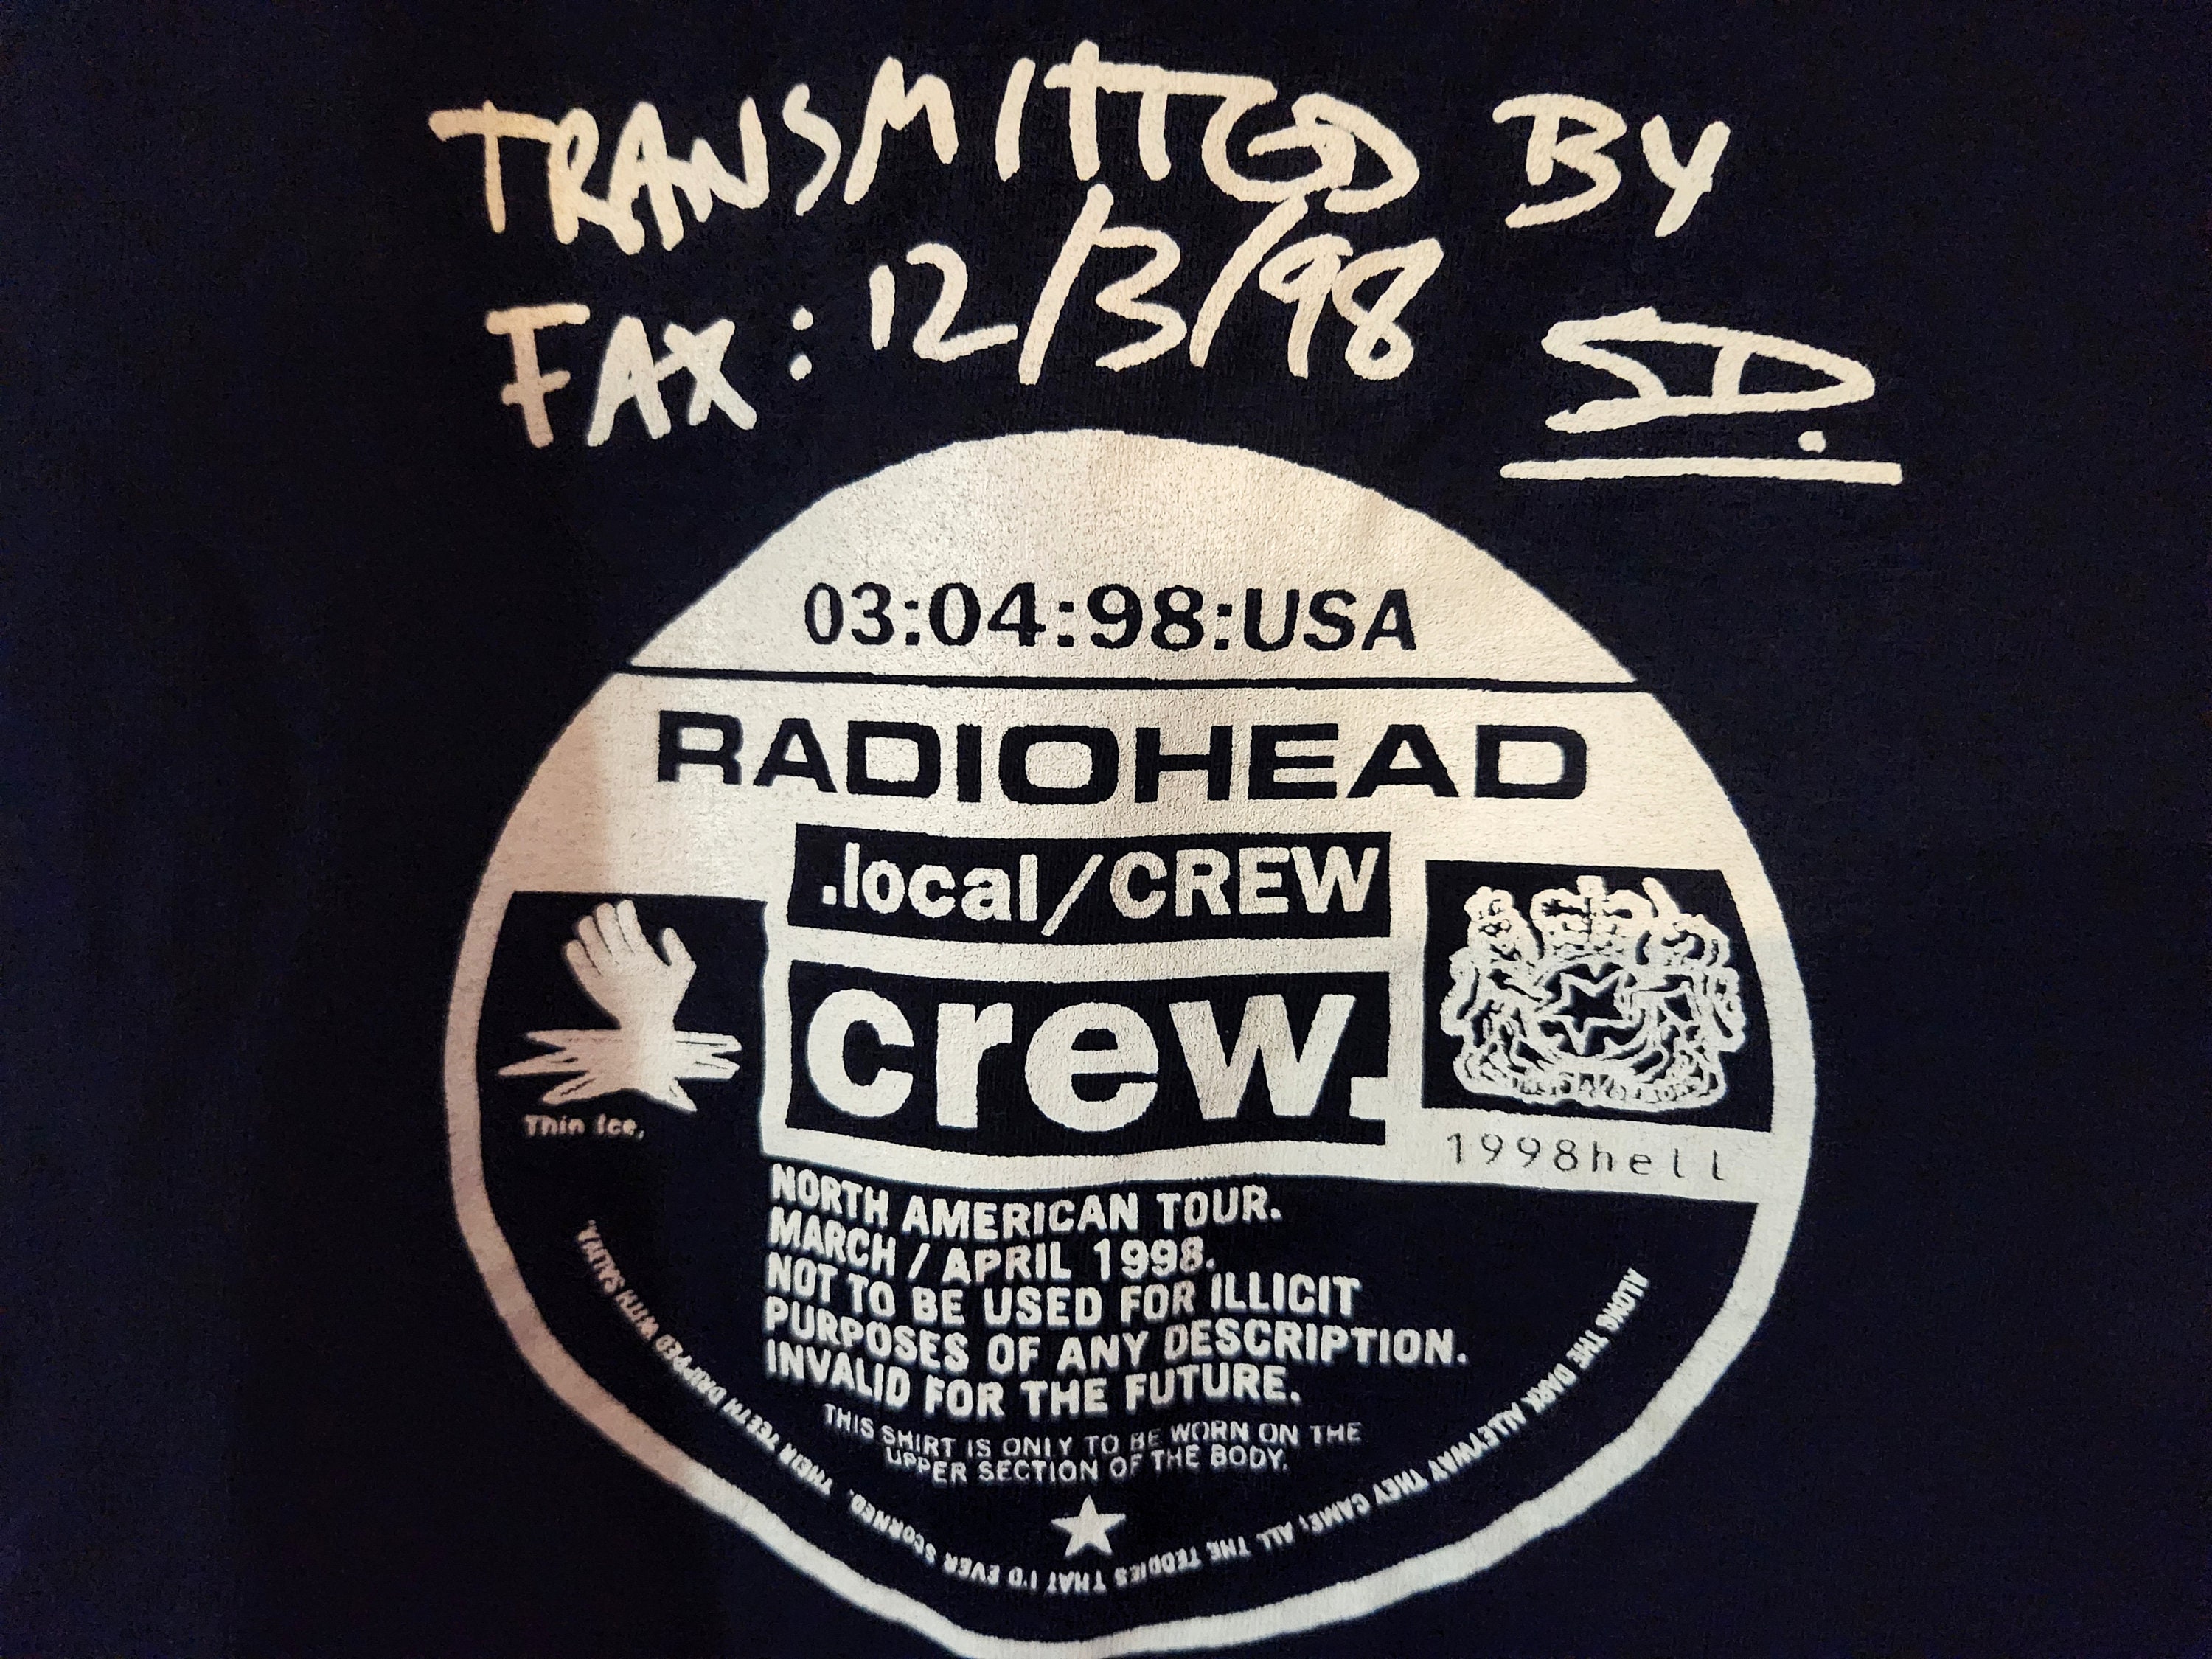 TRANSMITTED BY
FAX: 12/3/98 SD.
03:04:98:USA
RADIOHEAD
.local/CREW
crew.
Thin Ice.
1998hell
NORTH AMERICAN TOUR.
MARCH / APRIL 1998.
NOT TO BE USED FOR ILLICIT
PURPOSES OF ANY DESCRIPTION.
INVALID FOR THE FUTURE.
THIS SHIRT IS ONLY TO BE WORN ON THE
UPPER SECTION OF THE BODY.
ALONG THE DARK ALLEYWAY THEY CAME, ALL THE TEDDIES THAT I'D EVER SCORNED. THEIR TEETH DRIPPED WITH SALIVA.